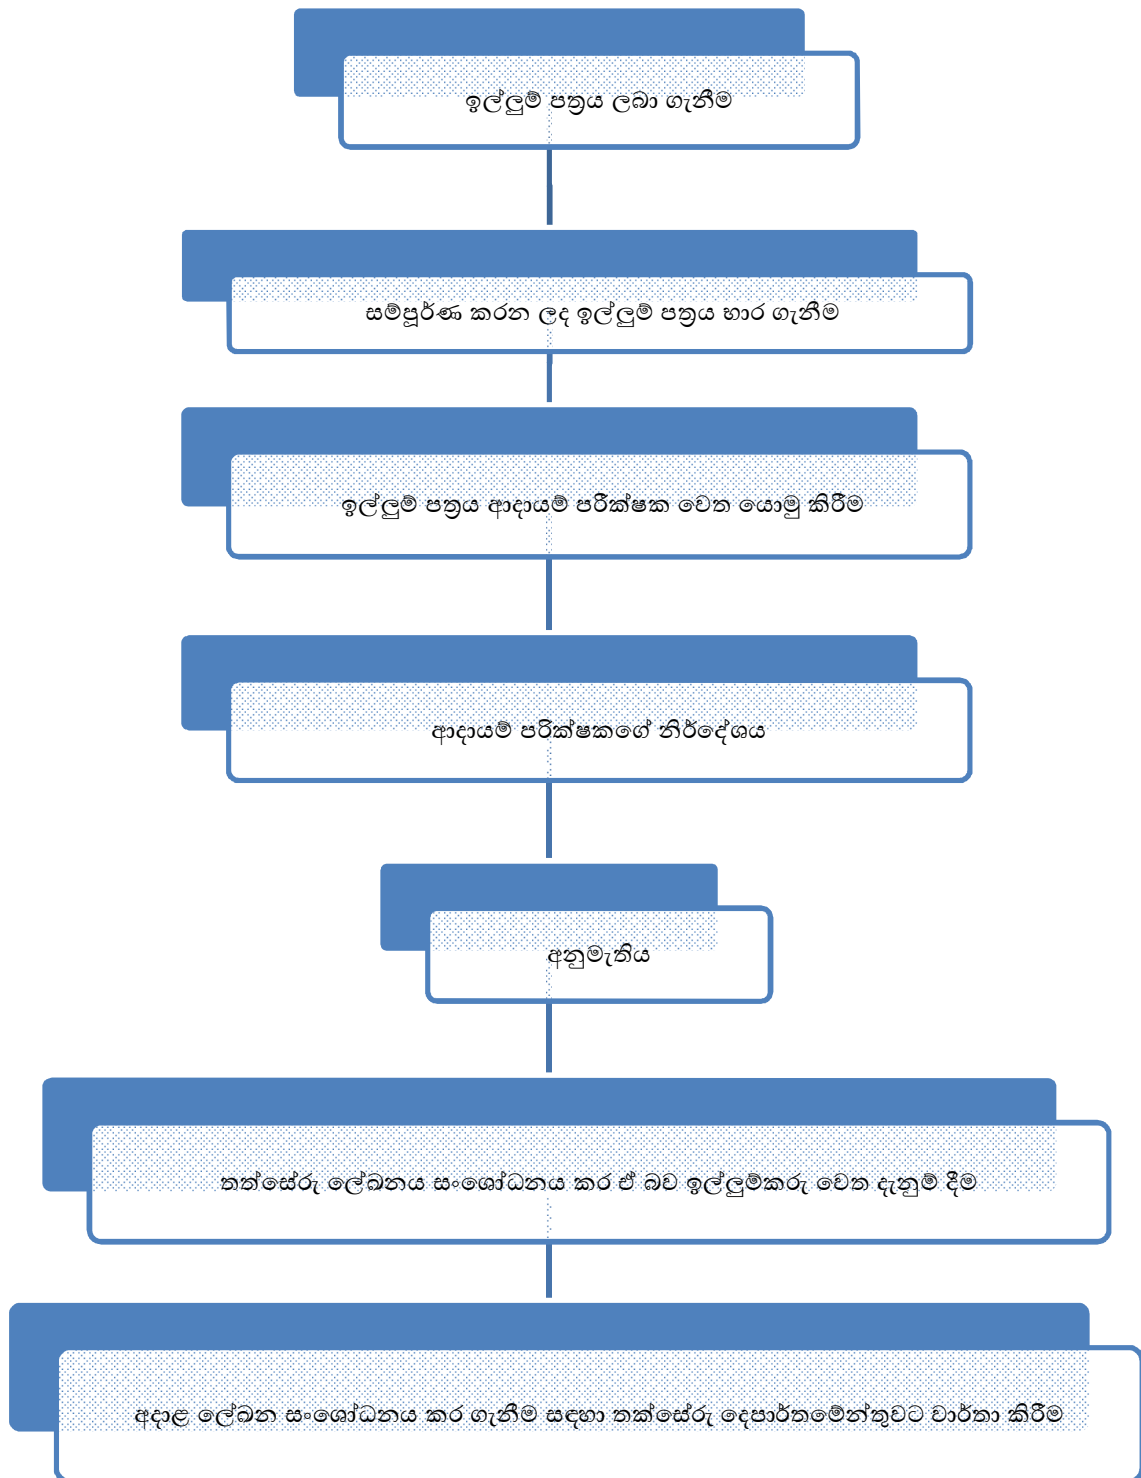 ඉල්ලුම් පත්‍රය ලබා ගැනීම
සම්පූර්ණ කරන ලද ඉල්ලුම් පත්‍රය භාර ගැනීම
ඉල්ලුම් පත්‍රය ආදායම් පරීක්ෂක වෙත යොමු කිරීම
ආදායම් පරික්ෂකගේ නිර්දේශය
අනුමැතිය
තත්සේරු ලේඛනය සංශෝධනය කර ඒ බව ඉල්ලුම්කරු වෙත දැනුම් දීම
අදාළ ලේඛන සංශෝධනය කර ගැනීම සඳහා තක්සේරු දෙපාර්තමේන්තුවට වාර්තා කිරීම